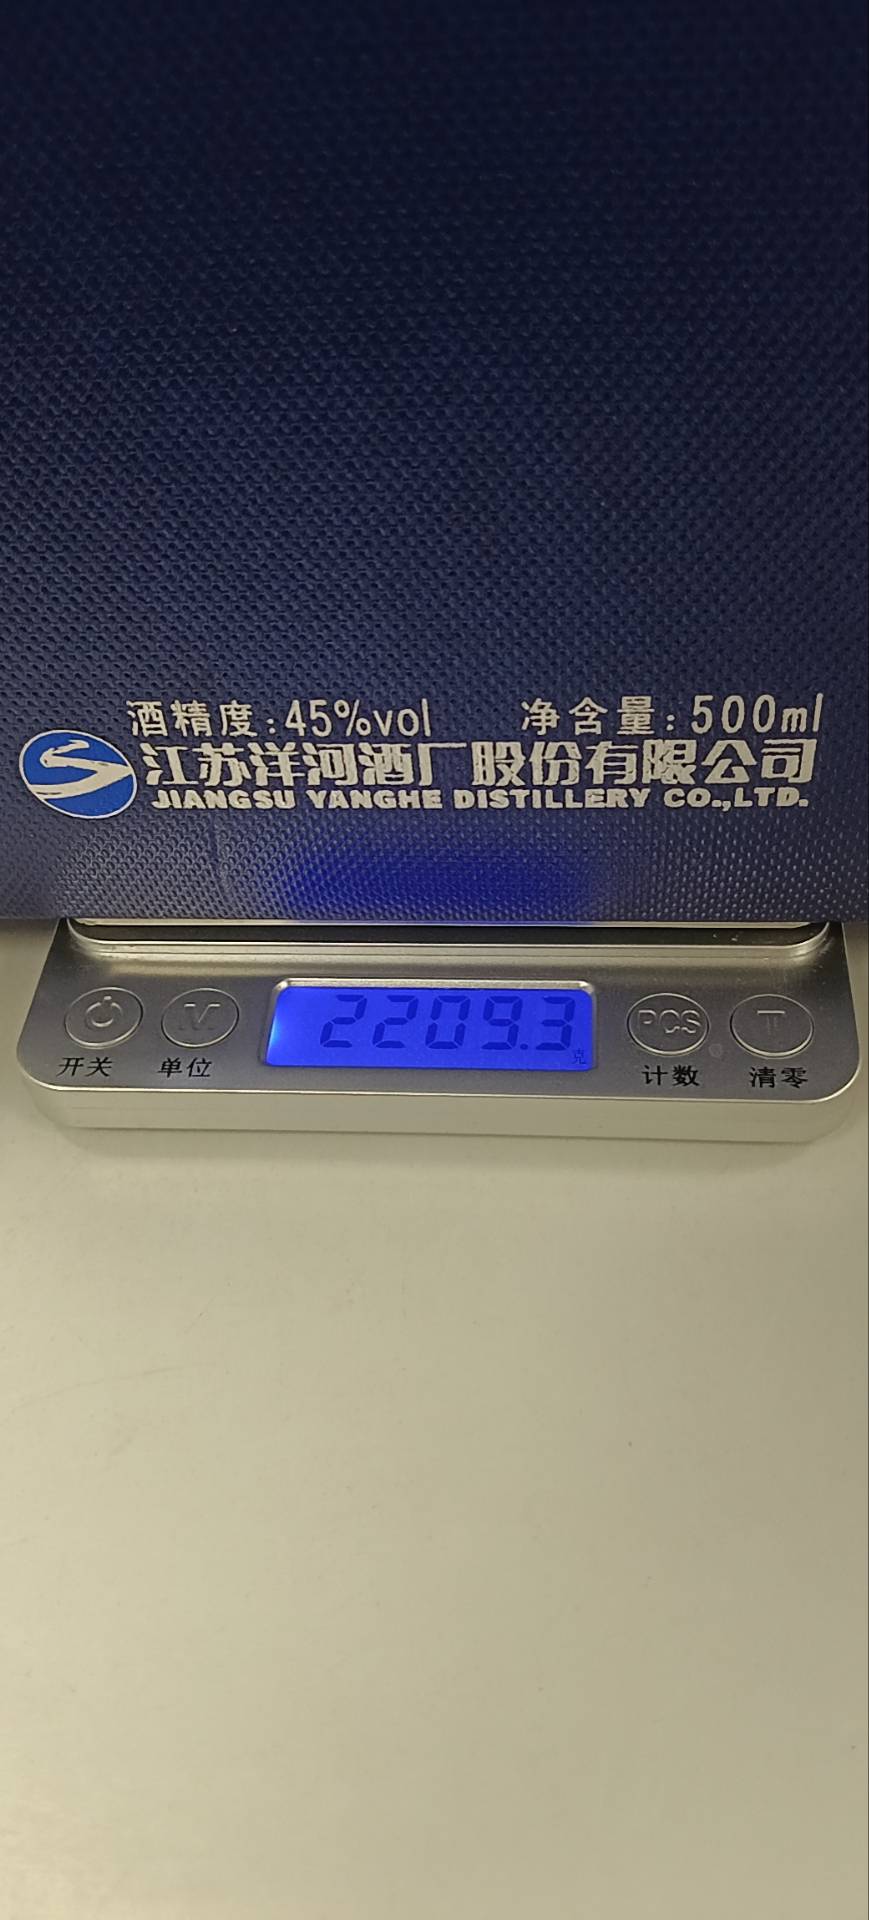 酒精度:45%vol 净含量:500ml
江苏洋河酒厂股份有限公司
JIANGSU YANGHE DISTILLERY CO.,LTD.
M 2209.3 克 PCS T
开关 单位 计数 清零